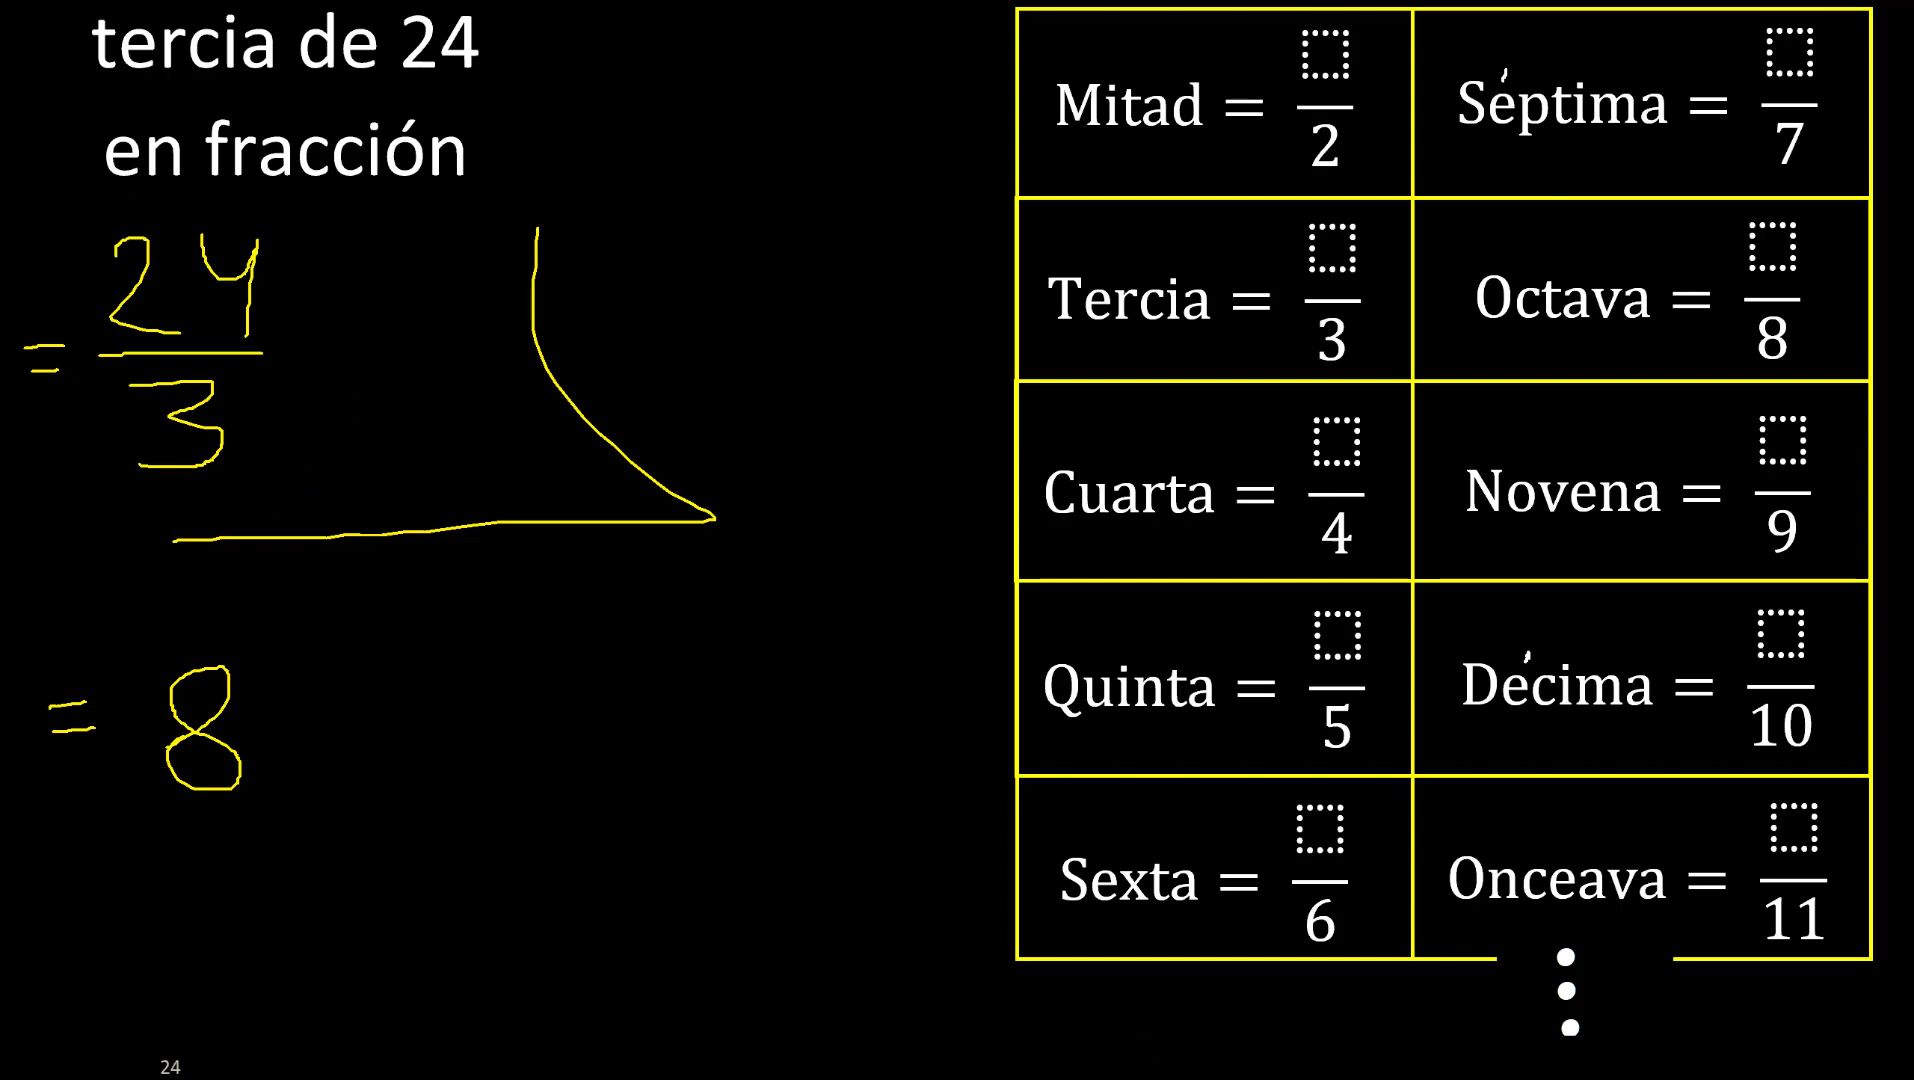 tercia de 24
en fracción
= 24/3
= 8
Mitad = □/2
Séptima = □/7
Tercia = □/3
Octava = □/8
Cuarta = □/4
Novena = □/9
Quinta = □/5
Décima = □/10
Sexta = □/6
Onceava = □/11
⋮
24